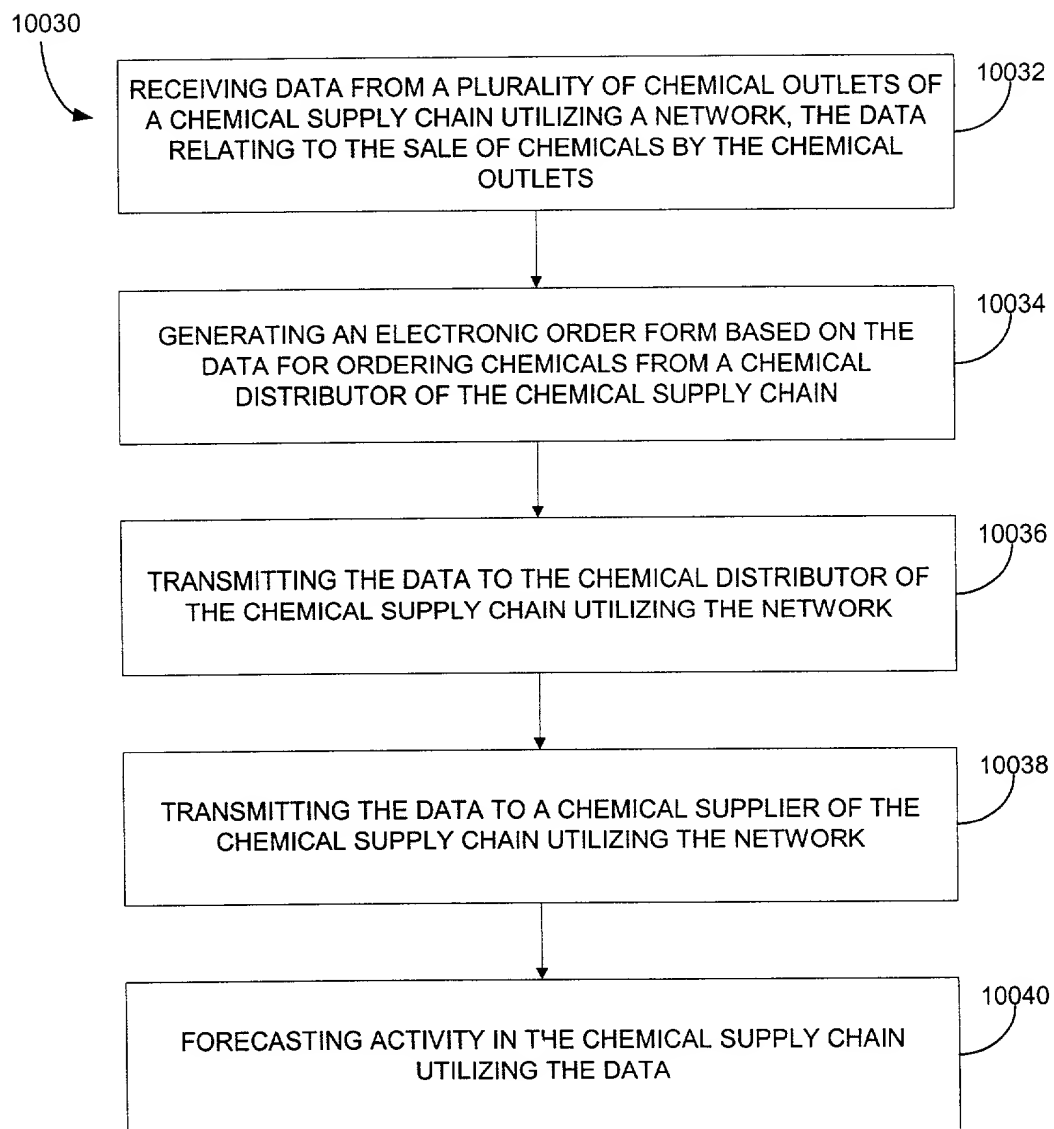 10030
10032
RECEIVING DATA FROM A PLURALITY OF CHEMICAL OUTLETS OF
A CHEMICAL SUPPLY CHAIN UTILIZING A NETWORK, THE DATA
RELATING TO THE SALE OF CHEMICALS BY THE CHEMICAL
OUTLETS
10034
GENERATING AN ELECTRONIC ORDER FORM BASED ON THE
DATA FOR ORDERING CHEMICALS FROM A CHEMICAL
DISTRIBUTOR OF THE CHEMICAL SUPPLY CHAIN
10036
TRANSMITTING THE DATA TO THE CHEMICAL DISTRIBUTOR OF
THE CHEMICAL SUPPLY CHAIN UTILIZING THE NETWORK
10038
TRANSMITTING THE DATA TO A CHEMICAL SUPPLIER OF THE
CHEMICAL SUPPLY CHAIN UTILIZING THE NETWORK
10040
FORECASTING ACTIVITY IN THE CHEMICAL SUPPLY CHAIN
UTILIZING THE DATA